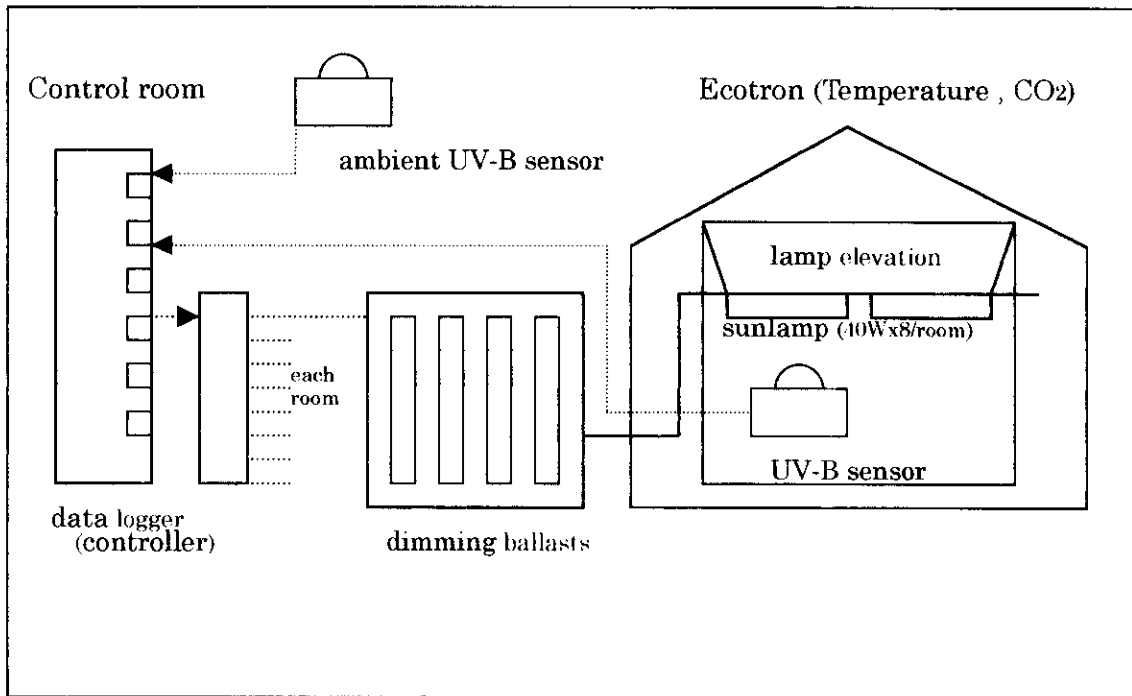 Control room
Ecotron (Temperature , CO2)
ambient UV-B sensor
lamp elevation
sunlamp (40Wx8/room)
each
room
UV-B sensor
data logger
(controller)
dimming ballasts